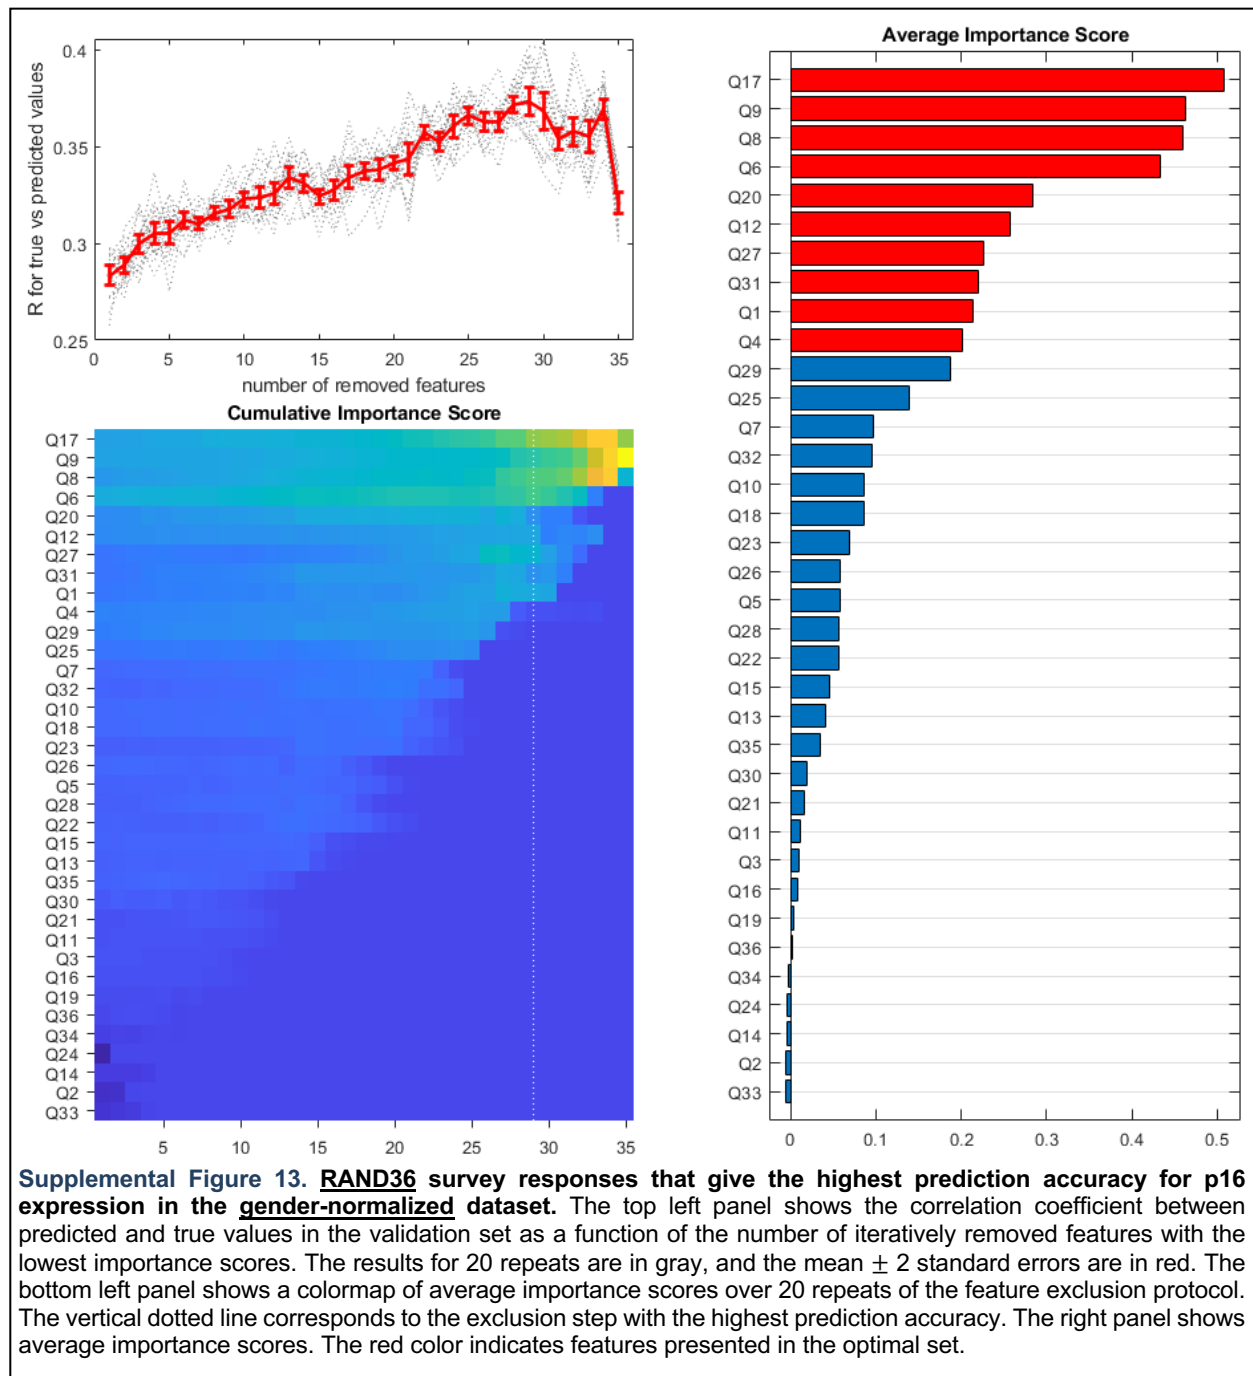 0.4
0.35
0.3
0.25
R for true vs predicted values
0 5 10 15 20 25 30 35
number of removed features
Cumulative Importance Score
Q17
Q9
Q8
Q6
Q20
Q12
Q27
Q31
Q1
Q4
Q29
Q25
Q7
Q32
Q10
Q18
Q23
Q26
Q5
Q28
Q22
Q15
Q13
Q35
Q30
Q21
Q11
Q3
Q16
Q19
Q36
Q34
Q24
Q14
Q2
Q33
5 10 15 20 25 30 35
Average Importance Score
Q17
Q9
Q8
Q6
Q20
Q12
Q27
Q31
Q1
Q4
Q29
Q25
Q7
Q32
Q10
Q18
Q23
Q26
Q5
Q28
Q22
Q15
Q13
Q35
Q30
Q21
Q11
Q3
Q16
Q19
Q36
Q34
Q24
Q14
Q2
Q33
0 0.1 0.2 0.3 0.4 0.5
Supplemental Figure 13. RAND36 survey responses that give the highest prediction accuracy for p16
expression in the gender-normalized dataset. The top left panel shows the correlation coefficient between
predicted and true values in the validation set as a function of the number of iteratively removed features with the
lowest importance scores. The results for 20 repeats are in gray, and the mean ± 2 standard errors are in red. The
bottom left panel shows a colormap of average importance scores over 20 repeats of the feature exclusion protocol.
The vertical dotted line corresponds to the exclusion step with the highest prediction accuracy. The right panel shows
average importance scores. The red color indicates features presented in the optimal set.